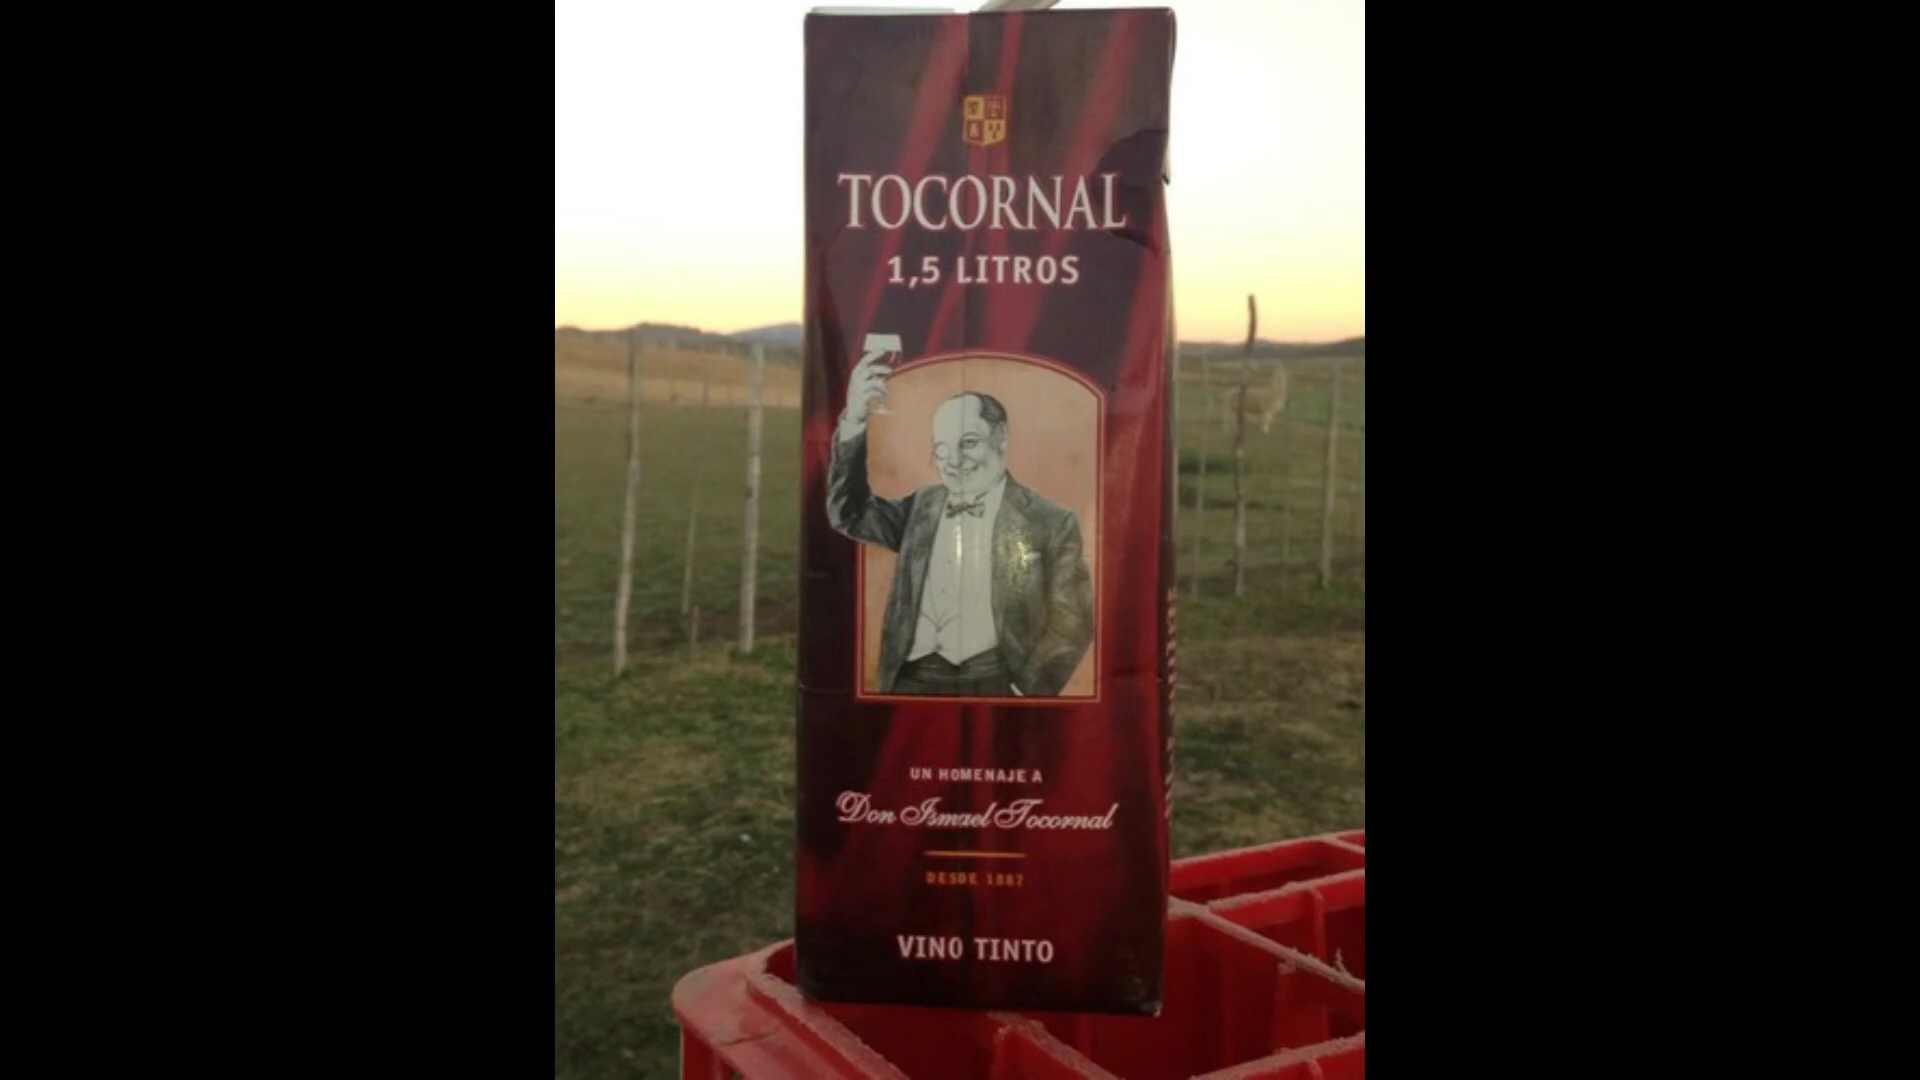 TOCORNAL
1,5 LITROS
UN HOMENAJE A
Don Ismael Tocornal
DESDE 1887
VINO TINTO